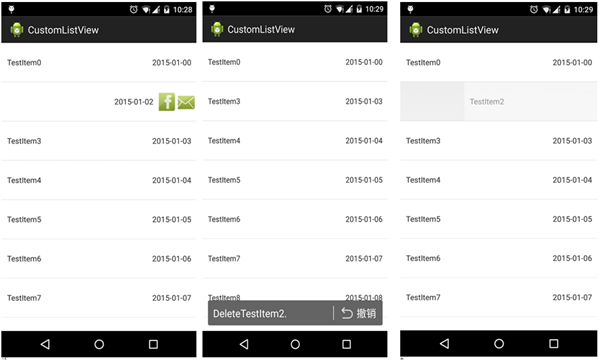 10:28
CustomListView
TestItem0 2015-01-00
2015-01-02 f
TestItem3 2015-01-03
TestItem4 2015-01-04
TestItem5 2015-01-05
TestItem6 2015-01-06
TestItem7 2015-01-07
10:29
CustomListView
TestItem0 2015-01-00
TestItem3 2015-01-03
TestItem4 2015-01-04
TestItem5 2015-01-05
TestItem6 2015-01-06
TestItem7 2015-01-07
TestItem8 2015-01-08
DeleteTestItem2. 撤销
10:29
CustomListView
TestItem0 2015-01-00
TestItem2
TestItem3 2015-01-03
TestItem4 2015-01-04
TestItem5 2015-01-05
TestItem6 2015-01-06
TestItem7 2015-01-07